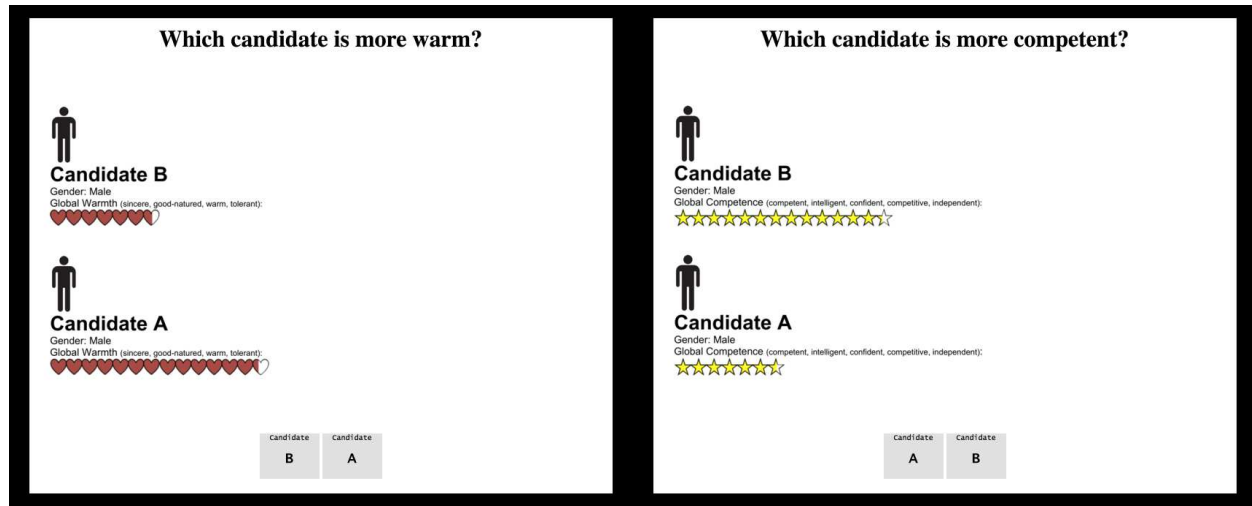 Which candidate is more warm?
Candidate B
Gender: Male
Global Warmth (sincere, good-natured, warm, tolerant):
Candidate A
Gender: Male
Global Warmth (sincere, good-natured, warm, tolerant):
Candidate Candidate
B A
Which candidate is more competent?
Candidate B
Gender: Male
Global Competence (competent, intelligent, confident, competitive, independent):
Candidate A
Gender: Male
Global Competence (competent, intelligent, confident, competitive, independent):
Candidate Candidate
A B